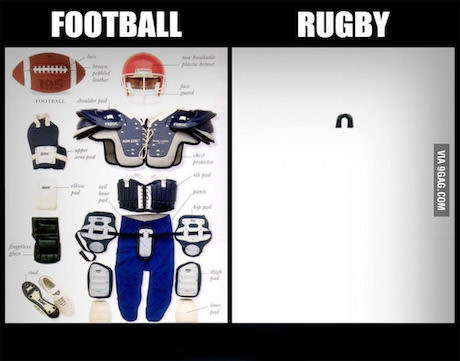 FOOTBALL
RUGBY
lace
brown
pebbled
leather
195
FOOTBALL
non-breakable
plastic helmet
face
guard
shoulder pad
upper
arm pad
chest
protector
rib pad
elbow
pad
tail
bone
pad
pants
hip pad
fingerless
glove
thigh
pad
stud
knee
pad
VIA 9GAG.COM